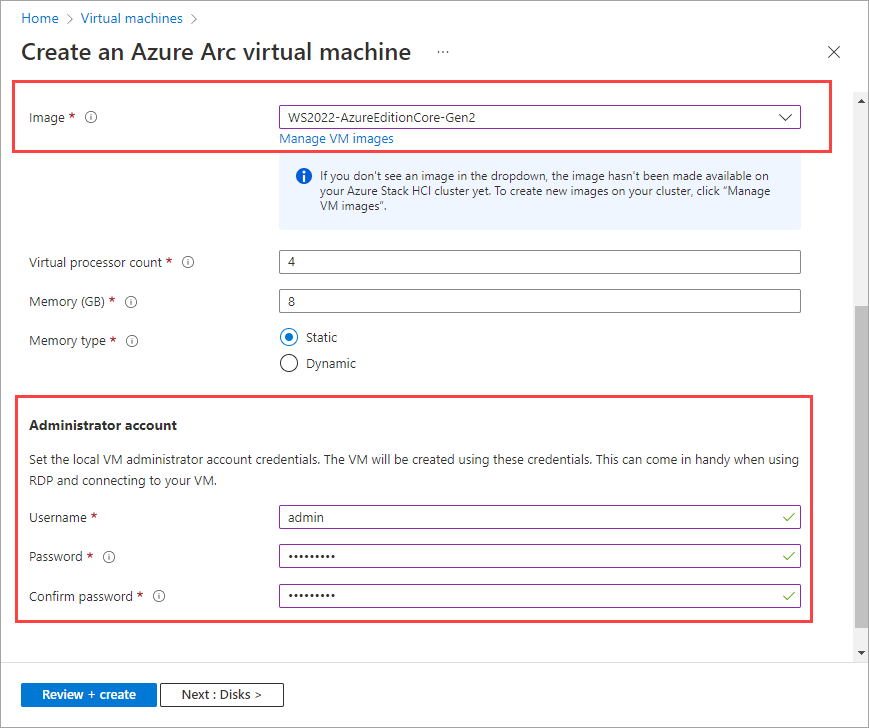 Home > Virtual machines >
Create an Azure Arc virtual machine ...
Image *
WS2022-AzureEditionCore-Gen2
Manage VM images
If you don't see an image in the dropdown, the image hasn't been made available on
your Azure Stack HCI cluster yet. To create new images on your cluster, click "Manage
VM images".
Virtual processor count *
4
Memory (GB) *
8
Memory type *
Static
Dynamic
Administrator account
Set the local VM administrator account credentials. The VM will be created using these credentials. This can come in handy when using
RDP and connecting to your VM.
Username *
admin
Password *
•••••••••
Confirm password *
•••••••••
Review + create
Next : Disks >